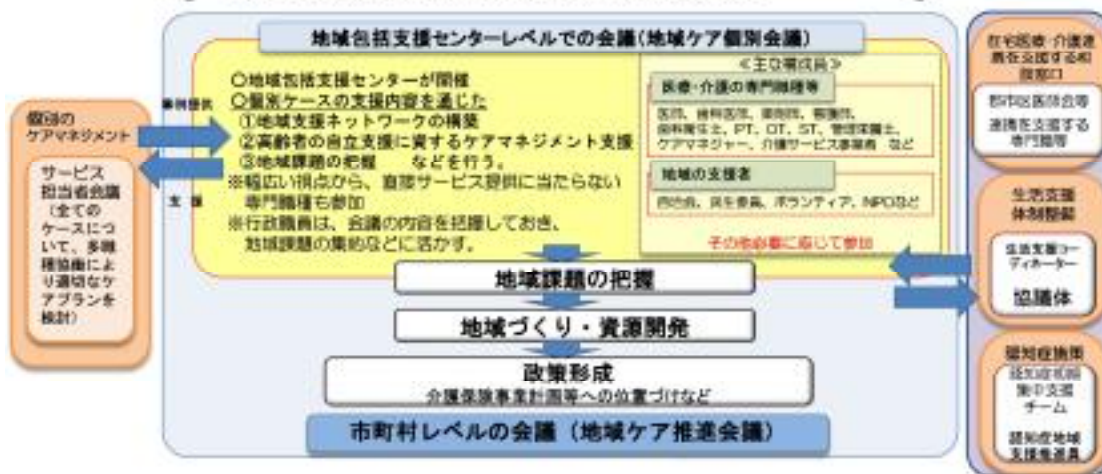 地域包括支援センターレベルでの会議(地域ケア個別会議)
事例提供
支援
個別の
ケアマネジメント
サービス
担当者会議
(全ての
ケースにつ
いて、多職
種協働によ
り適切なケ
アプランを
検討)
○地域包括支援センターが開催
○個別ケースの支援内容を通じた
①地域支援ネットワークの構築
②高齢者の自立支援に資するケアマネジメント支援
③地域課題の把握 などを行う。
※幅広い視点から、直接サービス提供に当たらない
専門職種も参加
※行政職員は、会議の内容を把握しておき、
地域課題の集約などに活かす。
≪主な構成員≫
医療・介護の専門職種等
医師、歯科医師、薬剤師、看護師、
歯科衛生士、PT、OT、ST、管理栄養士、
ケアマネジャー、介護サービス事業者 など
地域の支援者
自治会、民生委員、ボランティア、NPOなど
その他必要に応じて参加
地域課題の把握
地域づくり・資源開発
政策形成
介護保険事業計画等への位置づけなど
市町村レベルの会議(地域ケア推進会議)
在宅医療・介護連
携を支援する相
談窓口
郡市区医師会等
連携を支援する
専門職等
生活支援
体制整備
生活支援コー
ディネーター
協議体
認知症施策
認知症初期
集中支援
チーム
認知症地域
支援推進員